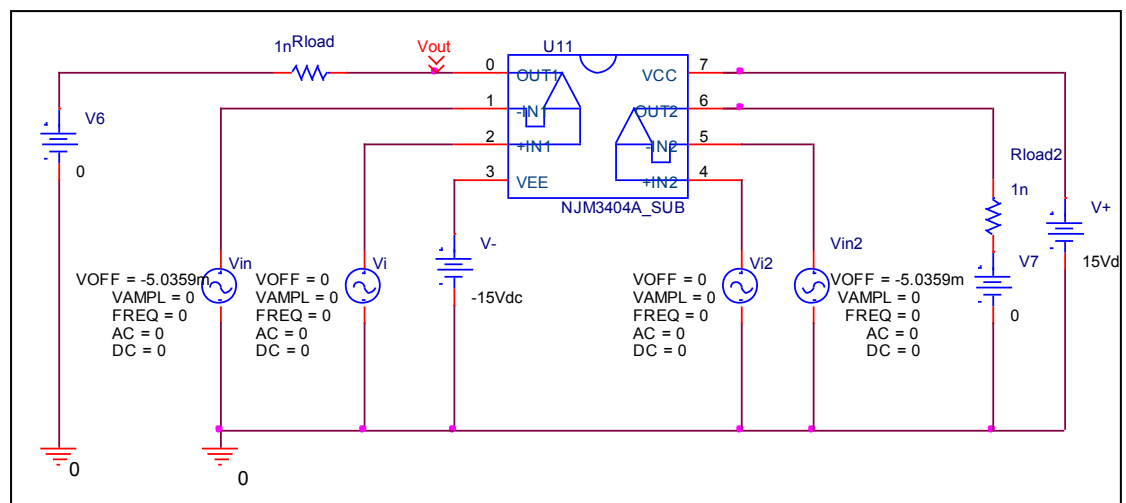 1n
Rload
Vout
U11
V6
0
0
OUT1
1
-IN1
2
+IN1
3
VEE
VCC
7
OUT2
6
-IN2
5
+IN2
4
NJM3404A_SUB
Rload2
1n
V+
15Vd
V7
0
V-
-15Vdc
Vin
VOFF = -5.0359m
VAMPL = 0
FREQ = 0
AC = 0
DC = 0
Vi
VOFF = 0
VAMPL = 0
FREQ = 0
AC = 0
DC = 0
Vi2
VOFF = 0
VAMPL = 0
FREQ = 0
AC = 0
DC = 0
Vin2
VOFF = -5.0359m
VAMPL = 0
FREQ = 0
AC = 0
DC = 0
0
0